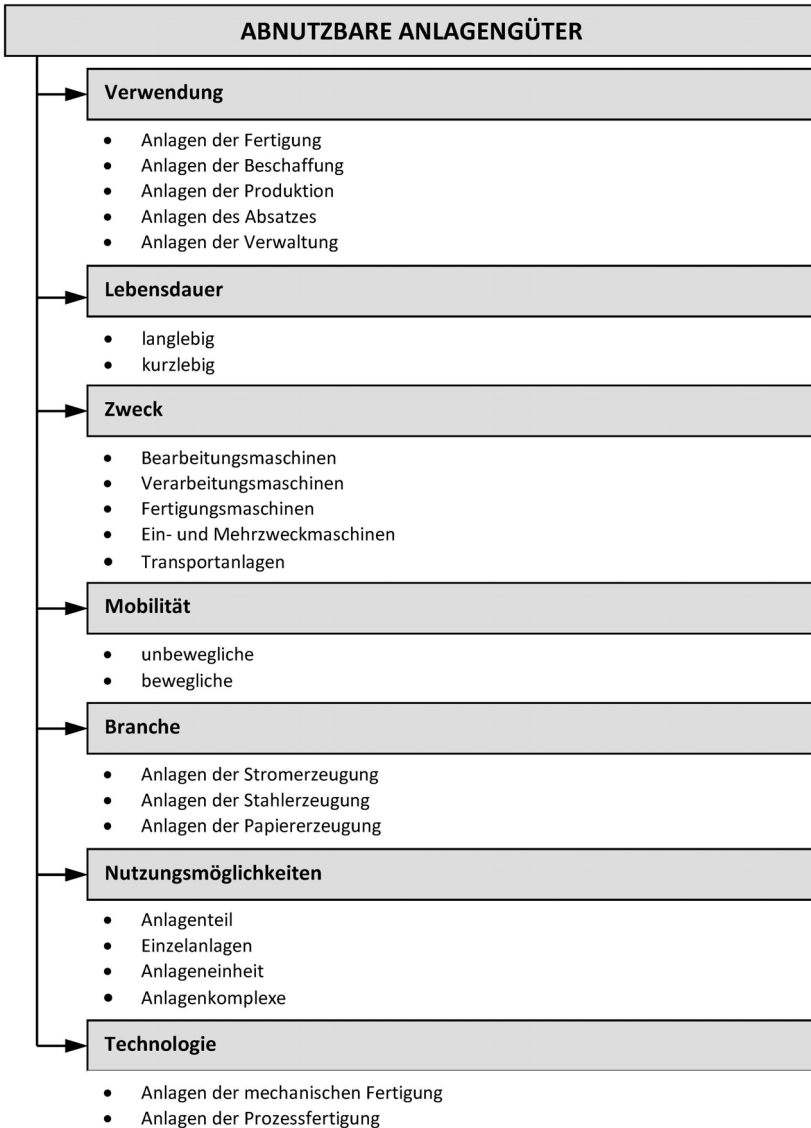 ABNUTZBARE ANLAGENGÜTER
Verwendung
• Anlagen der Fertigung
• Anlagen der Beschaffung
• Anlagen der Produktion
• Anlagen des Absatzes
• Anlagen der Verwaltung
Lebensdauer
• langlebig
• kurzlebig
Zweck
• Bearbeitungsmaschinen
• Verarbeitungsmaschinen
• Fertigungsmaschinen
• Ein- und Mehrzweckmaschinen
• Transportanlagen
Mobilität
• unbewegliche
• bewegliche
Branche
• Anlagen der Stromerzeugung
• Anlagen der Stahlerzeugung
• Anlagen der Papiererzeugung
Nutzungsmöglichkeiten
• Anlagenteil
• Einzelanlagen
• Anlageneinheit
• Anlagenkomplexe
Technologie
• Anlagen der mechanischen Fertigung
• Anlagen der Prozessfertigung